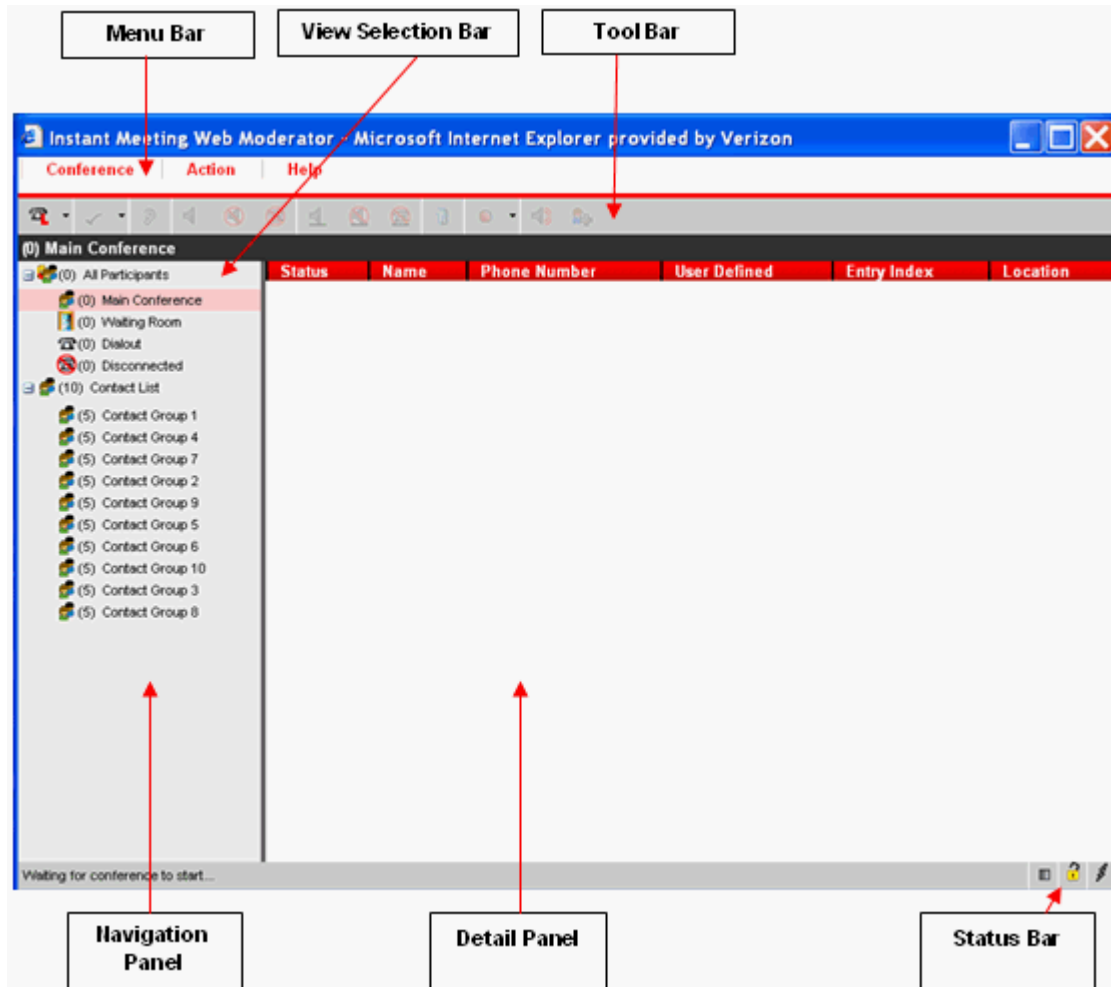 Menu Bar
View Selection Bar
Tool Bar
Instant Meeting Web Moderator - Microsoft Internet Explorer provided by Verizon
Conference Action Help
(0) Main Conference
(0) All Participants
Status Name Phone Number User Defined Entry Index Location
(0) Main Conference
(0) Waiting Room
(0) Dialout
(0) Disconnected
(10) Contact List
(5) Contact Group 1
(5) Contact Group 4
(5) Contact Group 7
(5) Contact Group 2
(5) Contact Group 9
(5) Contact Group 5
(5) Contact Group 6
(5) Contact Group 10
(5) Contact Group 3
(5) Contact Group 8
Waiting for conference to start...
Navigation
Panel
Detail Panel
Status Bar